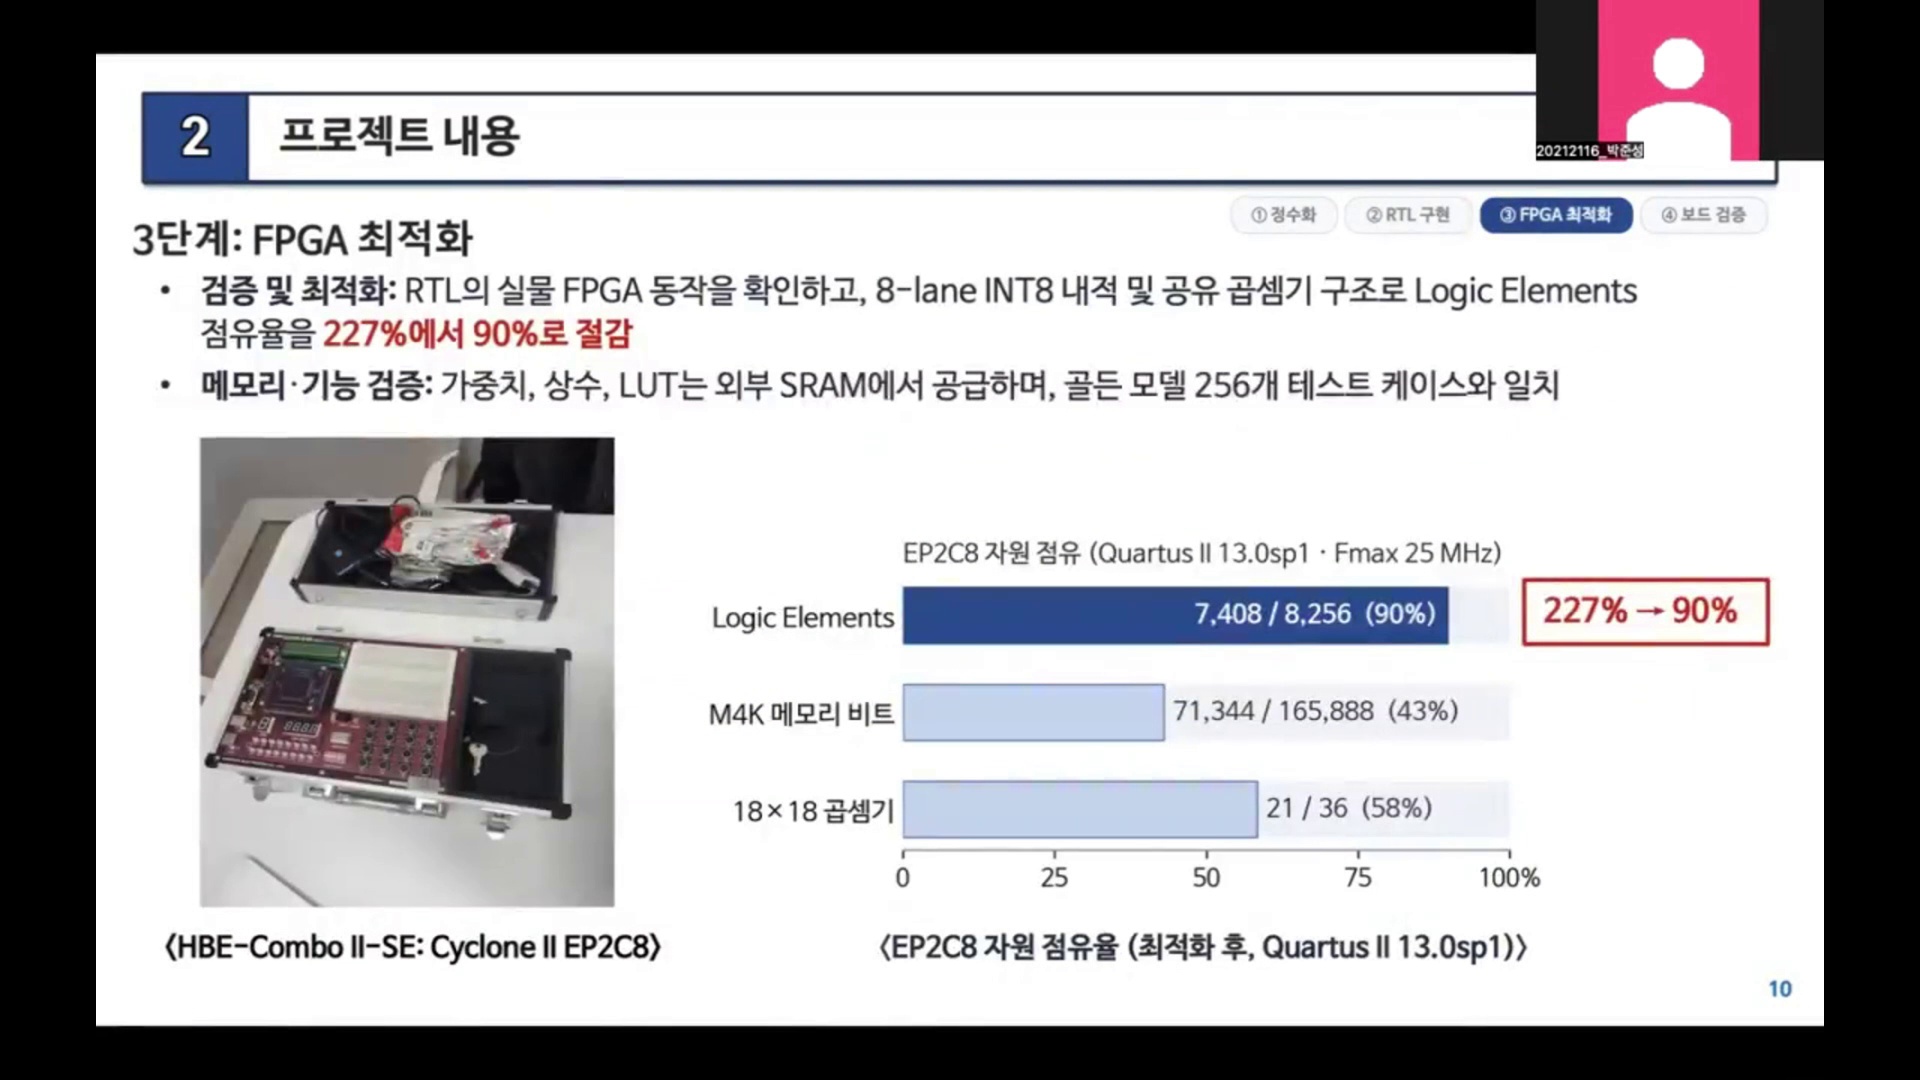 20212116_박준성
2 프로젝트 내용
① 정수화 ② RTL 구현 ③ FPGA 최적화 ④ 보드 검증
3단계: FPGA 최적화
• 검증 및 최적화: RTL의 실물 FPGA 동작을 확인하고, 8-lane INT8 내적 및 공유 곱셈기 구조로 Logic Elements
점유율을 227%에서 90%로 절감
• 메모리·기능 검증: 가중치, 상수, LUT는 외부 SRAM에서 공급하며, 골든 모델 256개 테스트 케이스와 일치
EP2C8 자원 점유 (Quartus II 13.0sp1 · Fmax 25 MHz)
Logic Elements 7,408 / 8,256 (90%) 227% → 90%
M4K 메모리 비트 71,344 / 165,888 (43%)
18×18 곱셈기 21 / 36 (58%)
0 25 50 75 100%
〈HBE-Combo II-SE: Cyclone II EP2C8〉
〈EP2C8 자원 점유율 (최적화 후, Quartus II 13.0sp1)〉
10